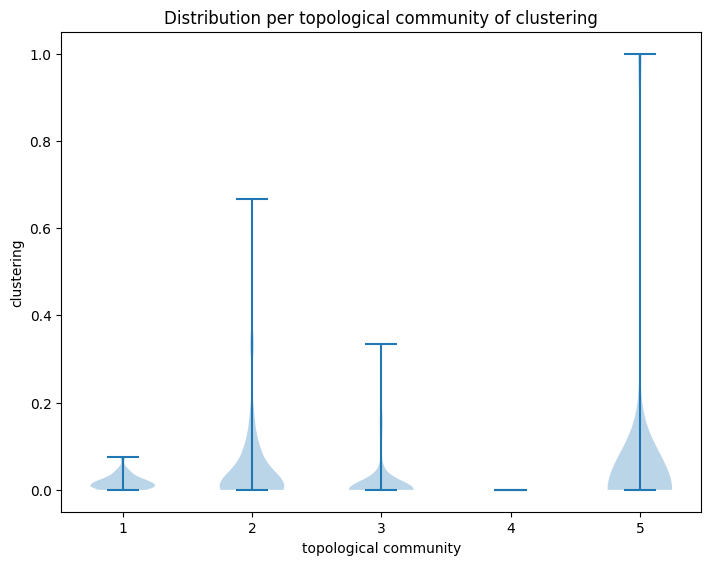 Distribution per topological community of clustering
1.0
0.8
0.6
0.4
0.2
0.0
clustering
1 2 3 4 5
topological community